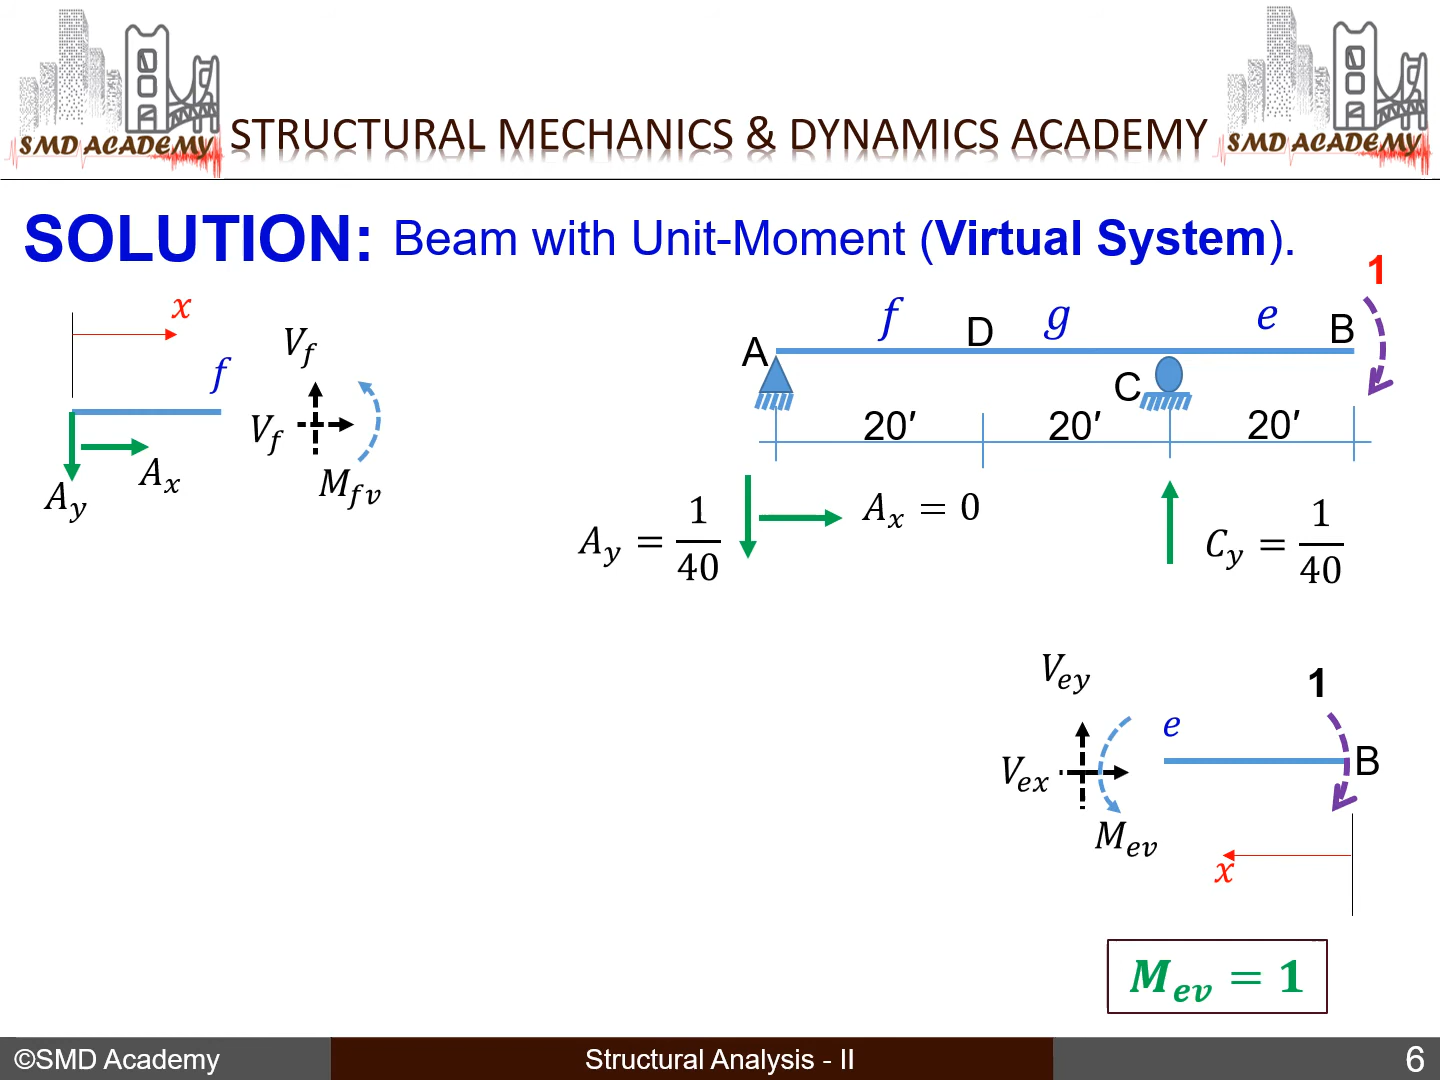 SMD ACADEMY
STRUCTURAL MECHANICS & DYNAMICS ACADEMY
SMD ACADEMY
SOLUTION: Beam with Unit-Moment (Virtual System).
1
x
f
V_f
V_f
M_fv
A_x
A_y
f
g
e
A
D
B
C
20′
20′
20′
A_y = 1/40
A_x = 0
C_y = 1/40
V_ey
1
e
V_ex
B
M_ev
x
M_ev = 1
©SMD Academy
Structural Analysis - II
6